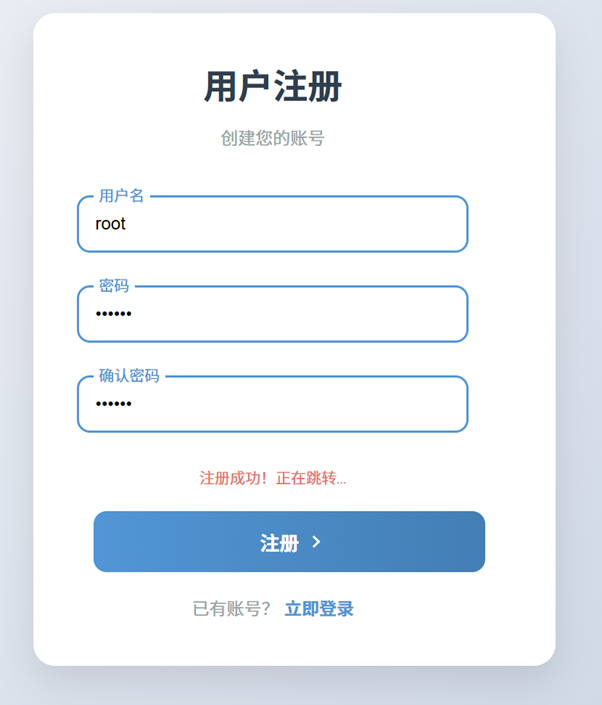 用户注册
创建您的账号
用户名
root
密码
••••••
确认密码
••••••
注册成功！正在跳转...
注册 ›
已有账号？ 立即登录